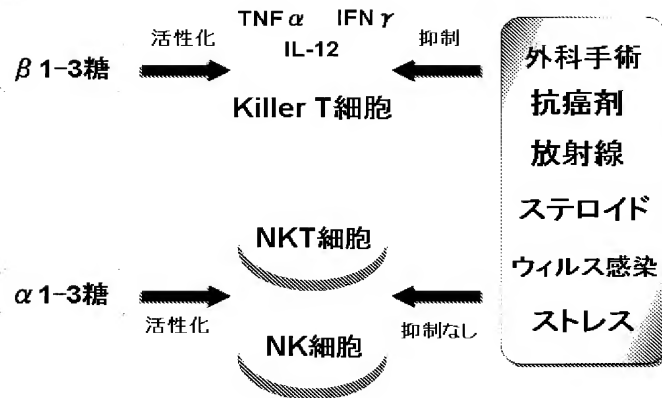 TNFα IFNγ
IL-12
活性化
抑制
β1-3糖
Killer T細胞
外科手術
抗癌剤
放射線
ステロイド
ウィルス感染
ストレス
NKT細胞
α1-3糖
活性化
抑制なし
NK細胞